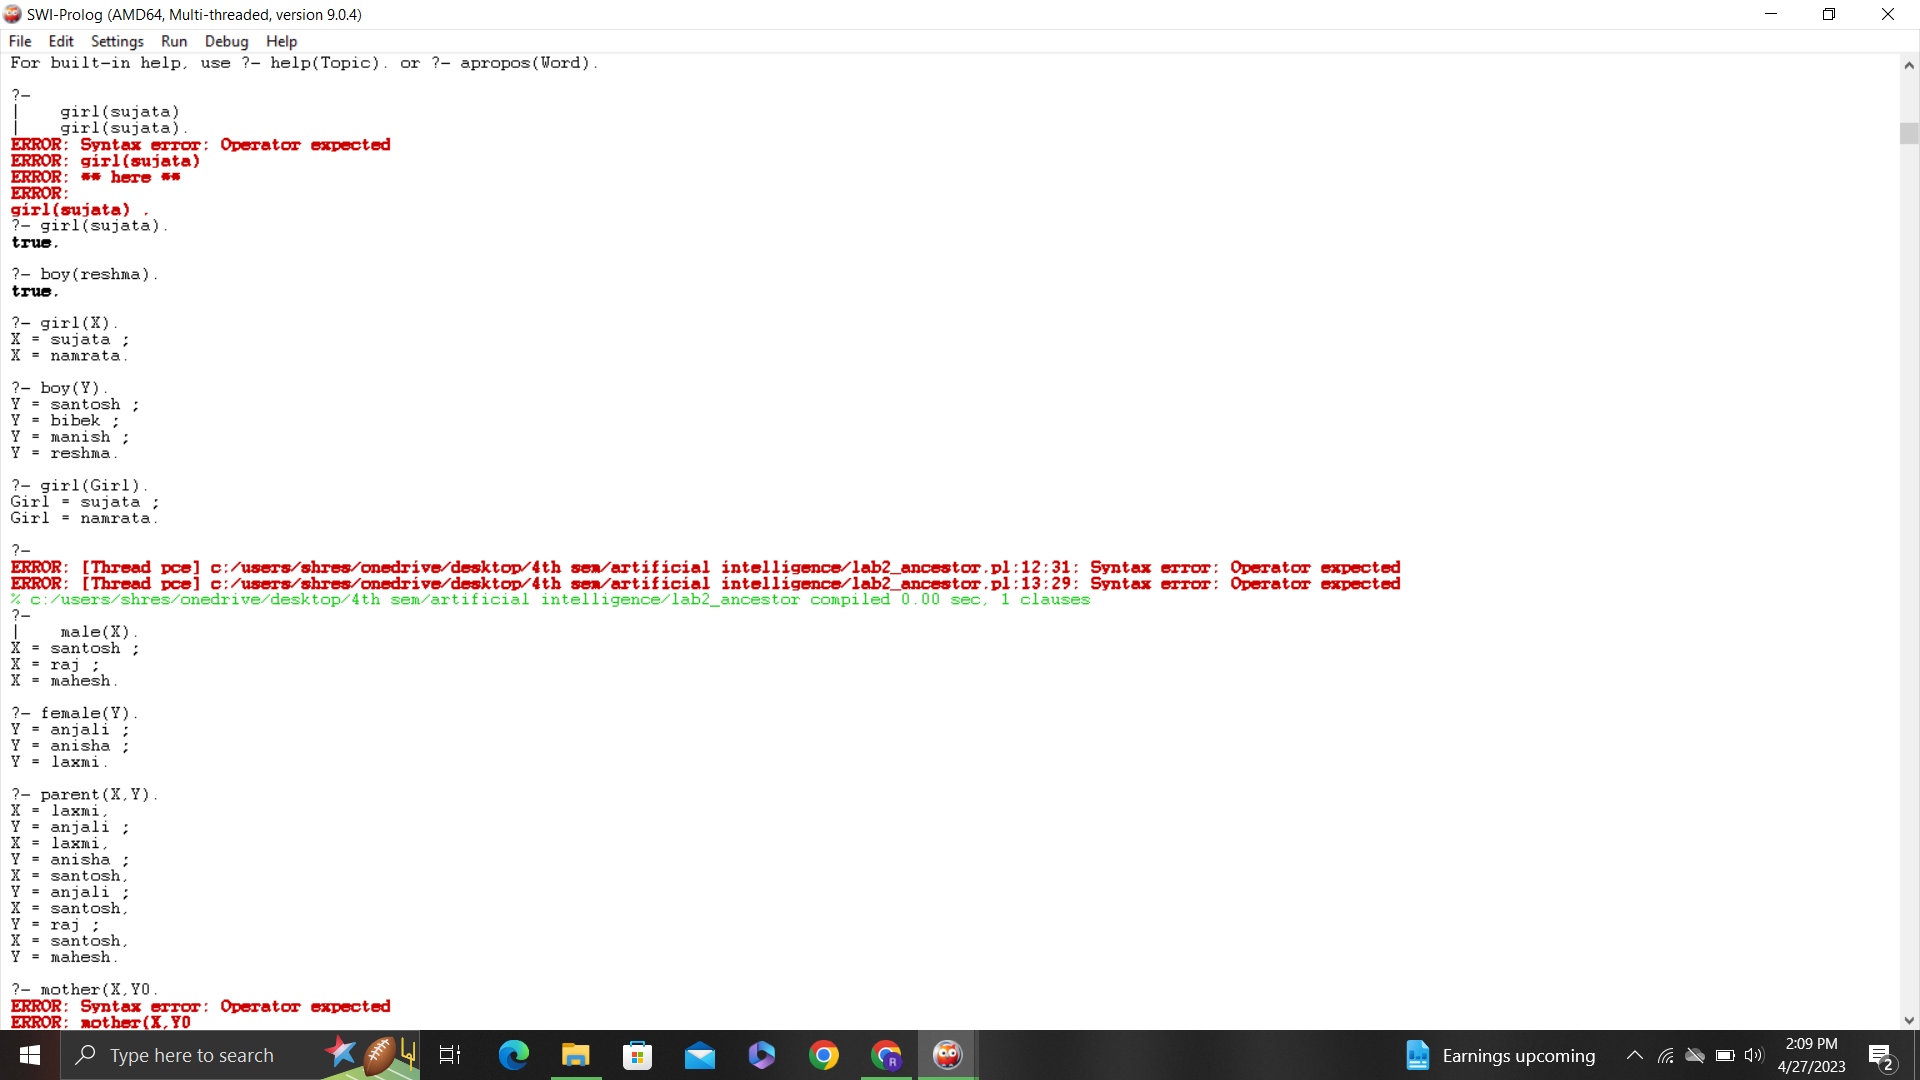 SWI-Prolog (AMD64, Multi-threaded, version 9.0.4)
File Edit Settings Run Debug Help
For built-in help, use ?- help(Topic). or ?- apropos(Word).
?-
| girl(sujata)
| girl(sujata).
ERROR: Syntax error: Operator expected
ERROR: girl(sujata)
ERROR: ** here **
ERROR:
girl(sujata) .
?- girl(sujata).
true.
?- boy(reshma).
true.
?- girl(X).
X = sujata ;
X = namrata.
?- boy(Y).
Y = santosh ;
Y = bibek ;
Y = manish ;
Y = reshma.
?- girl(Girl).
Girl = sujata ;
Girl = namrata.
?-
ERROR: [Thread pce] c:/users/shres/onedrive/desktop/4th sem/artificial intelligence/lab2_ancestor.pl:12:31: Syntax error: Operator expected
ERROR: [Thread pce] c:/users/shres/onedrive/desktop/4th sem/artificial intelligence/lab2_ancestor.pl:13:29: Syntax error: Operator expected
% c:/users/shres/onedrive/desktop/4th sem/artificial intelligence/lab2_ancestor compiled 0.00 sec, 1 clauses
?-
| male(X).
X = santosh ;
X = raj ;
X = mahesh.
?- female(Y).
Y = anjali ;
Y = anisha ;
Y = laxmi.
?- parent(X,Y).
X = laxmi,
Y = anjali ;
X = laxmi,
Y = anisha ;
X = santosh,
Y = anjali ;
X = santosh,
Y = raj ;
X = santosh,
Y = mahesh.
?- mother(X,Y0.
ERROR: Syntax error: Operator expected
ERROR: mother(X,Y0
Type here to search
Earnings upcoming
2:09 PM
4/27/2023
2